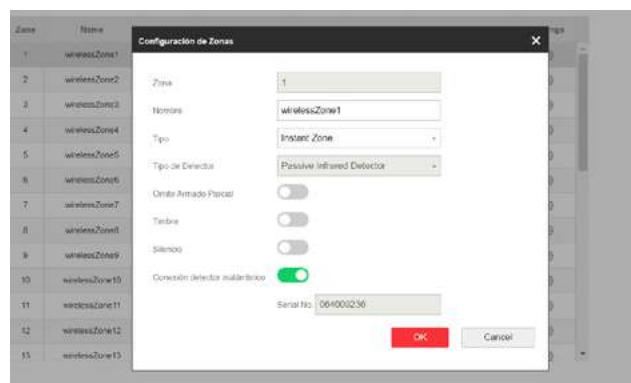 Zone Name
Configuración de Zonas
1 wirelessZone1
2 wirelessZone2
3 wirelessZone3
4 wirelessZone4
5 wirelessZone5
6 wirelessZone6
7 wirelessZone7
8 wirelessZone8
9 wirelessZone9
10 wirelessZone10
11 wirelessZone11
12 wirelessZone12
13 wirelessZone13
Zona 1
Nombre wirelessZone1
Tipo Instant Zone
Tipo de Detector Passive Infrared Detector
Omite Armado Parcial
Timbre
Silencio
Conexión detector inalámbrico
Serial No. 064000236
OK Cancel